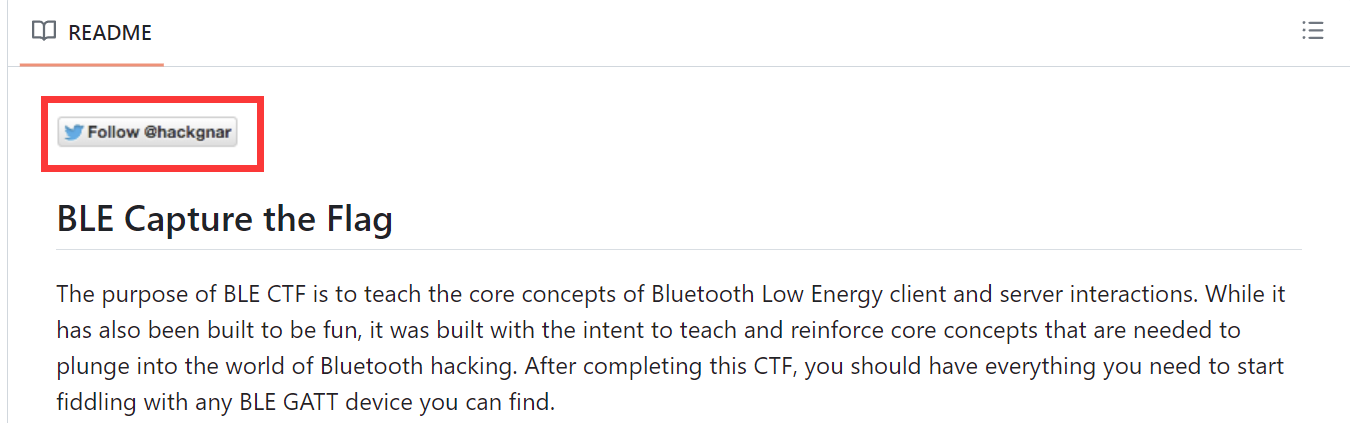 README
Follow @hackgnar
BLE Capture the Flag
The purpose of BLE CTF is to teach the core concepts of Bluetooth Low Energy client and server interactions. While it
has also been built to be fun, it was built with the intent to teach and reinforce core concepts that are needed to
plunge into the world of Bluetooth hacking. After completing this CTF, you should have everything you need to start
fiddling with any BLE GATT device you can find.